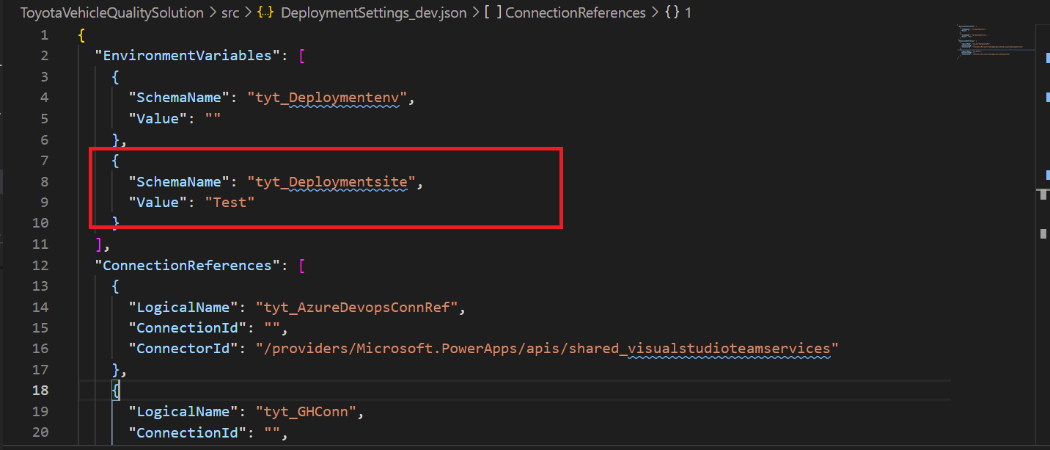 ToyotaVehicleQualitySolution > src > {..} DeploymentSettings_dev.json > [ ] ConnectionReferences > { } 1
1 {
2 "EnvironmentVariables": [
3 {
4 "SchemaName": "tyt_Deploymentenv",
5 "Value": ""
6 },
7 {
8 "SchemaName": "tyt_Deploymentsite",
9 "Value": "Test"
10 }
11 ],
12 "ConnectionReferences": [
13 {
14 "LogicalName": "tyt_AzureDevopsConnRef",
15 "ConnectionId": "",
16 "ConnectorId": "/providers/Microsoft.PowerApps/apis/shared_visualstudioteamservices"
17 },
18 {
19 "LogicalName": "tyt_GHConn",
20 "ConnectionId": "",